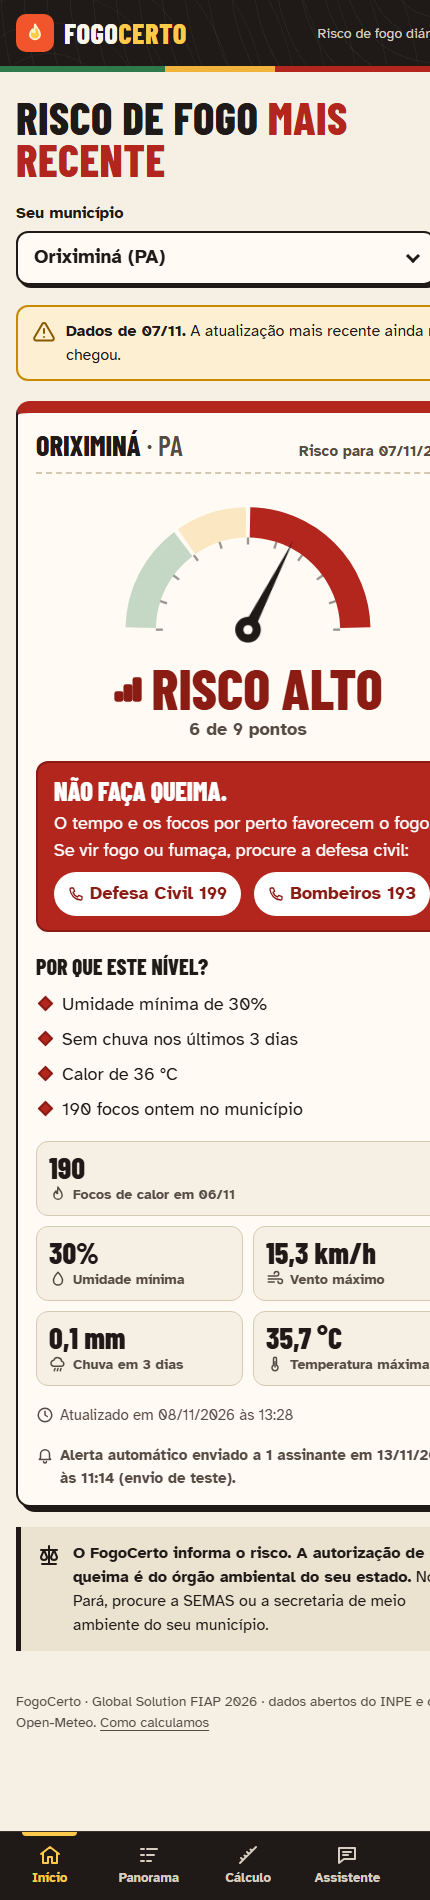 FOGOCERTO
Risco de fogo
RISCO DE FOGO MAIS
RECENTE
Seu município
Oriximiná (PA)
Dados de 07/11. A atualização mais recente ainda
chegou.
ORIXIMINÁ · PA
Risco para 07/11/2
RISCO ALTO
6 de 9 pontos
NÃO FAÇA QUEIMA.
O tempo e os focos por perto favorecem o fogo
Se vir fogo ou fumaça, procure a defesa civil:
Defesa Civil 199
Bombeiros 193
POR QUE ESTE NÍVEL?
Umidade mínima de 30%
Sem chuva nos últimos 3 dias
Calor de 36 °C
190 focos ontem no município
190
Focos de calor em 06/11
30%
Umidade mínima
15,3 km/h
Vento máximo
0,1 mm
Chuva em 3 dias
35,7 °C
Temperatura máxima
Atualizado em 08/11/2026 às 13:28
Alerta automático enviado a 1 assinante em 13/11/2
às 11:14 (envio de teste).
O FogoCerto informa o risco. A autorização de
queima é do órgão ambiental do seu estado.
Pará, procure a SEMAS ou a secretaria de meio
ambiente do seu município.
FogoCerto · Global Solution FIAP 2026 · dados abertos do INPE e
Open-Meteo. Como calculamos
Início
Panorama
Cálculo
Assistente